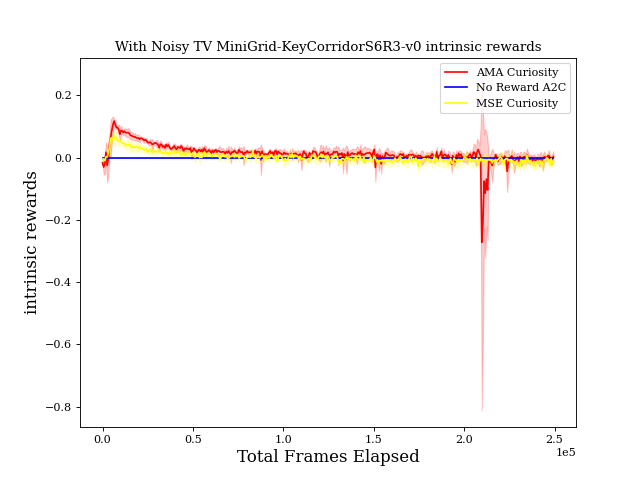 With Noisy TV MiniGrid-KeyCorridorS6R3-v0 intrinsic rewards
AMA Curiosity
No Reward A2C
MSE Curiosity
intrinsic rewards
0.2
0.0
−0.2
−0.4
−0.6
−0.8
0.0 0.5 1.0 1.5 2.0 2.5
1e5
Total Frames Elapsed